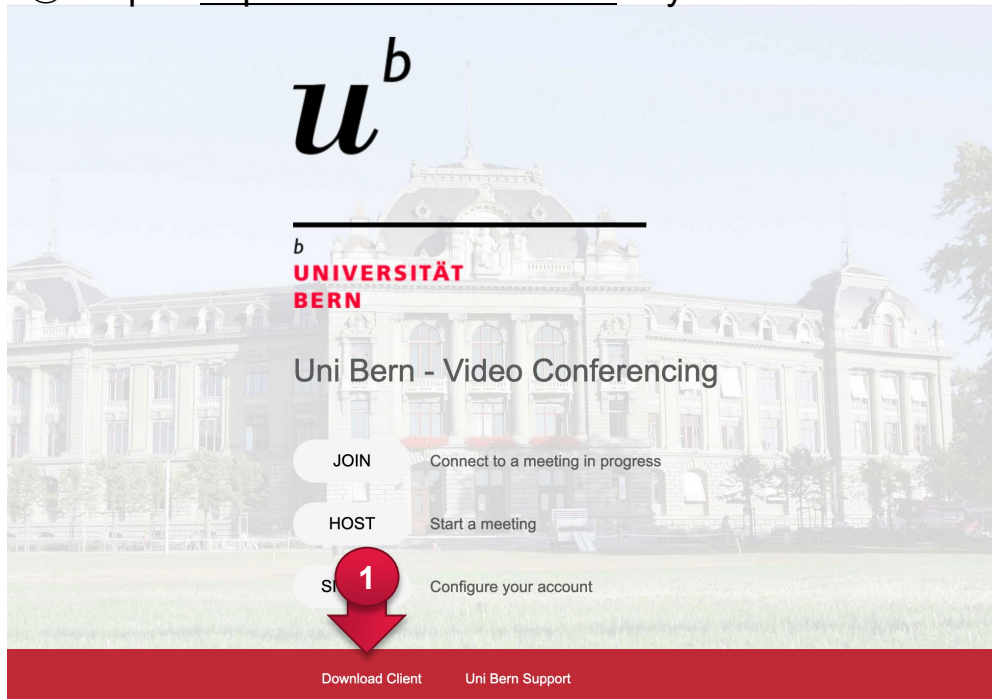 u b
b
UNIVERSITÄT
BERN
Uni Bern - Video Conferencing
JOIN Connect to a meeting in progress
HOST Start a meeting
1 Configure your account
Download Client Uni Bern Support